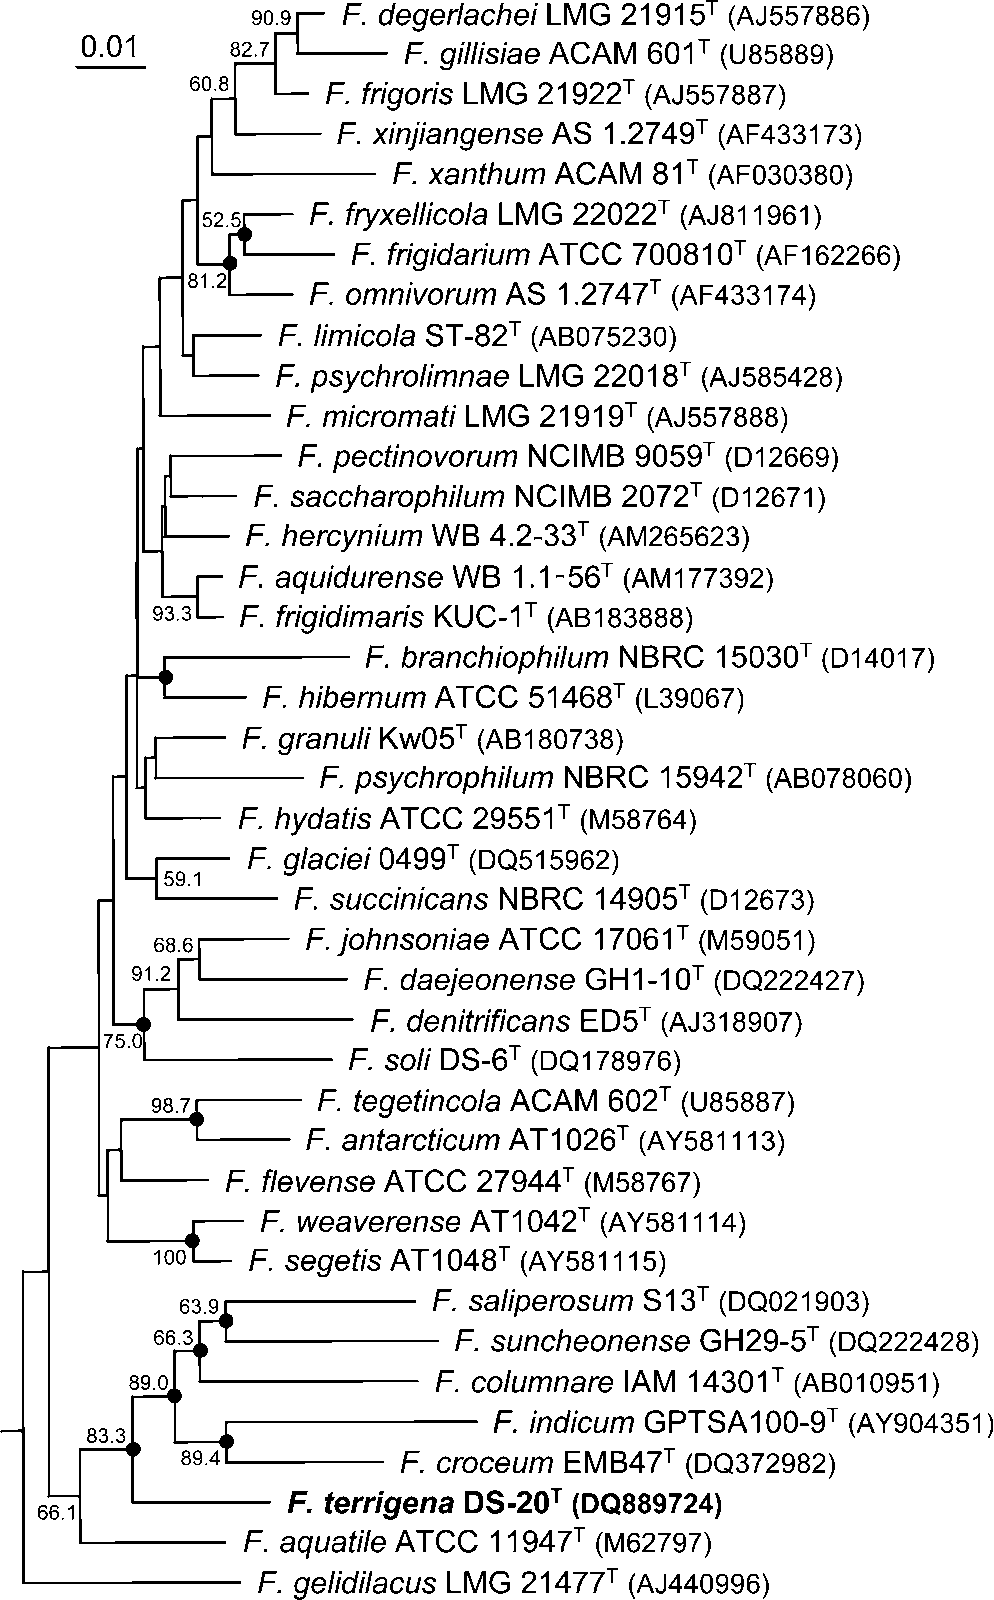 90.9
F. degerlachei LMG 21915T (AJ557886)
0.01
82.7
F. gillisiae ACAM 601T (U85889)
60.8
F. frigoris LMG 21922T (AJ557887)
F. xinjiangense AS 1.2749T (AF433173)
F. xanthum ACAM 81T (AF030380)
52.5
F. fryxellicola LMG 22022T (AJ811961)
F. frigidarium ATCC 700810T (AF162266)
81.2
F. omnivorum AS 1.2747T (AF433174)
F. limicola ST-82T (AB075230)
F. psychrolimnae LMG 22018T (AJ585428)
F. micromati LMG 21919T (AJ557888)
F. pectinovorum NCIMB 9059T (D12669)
F. saccharophilum NCIMB 2072T (D12671)
F. hercynium WB 4.2-33T (AM265623)
F. aquidurense WB 1.1-56T (AM177392)
93.3
F. frigidimaris KUC-1T (AB183888)
F. branchiophilum NBRC 15030T (D14017)
F. hibernum ATCC 51468T (L39067)
F. granuli Kw05T (AB180738)
F. psychrophilum NBRC 15942T (AB078060)
F. hydatis ATCC 29551T (M58764)
F. glaciei 0499T (DQ515962)
59.1
F. succinicans NBRC 14905T (D12673)
68.6
F. johnsoniae ATCC 17061T (M59051)
91.2
F. daejeonense GH1-10T (DQ222427)
F. denitrificans ED5T (AJ318907)
75.0
F. soli DS-6T (DQ178976)
98.7
F. tegetincola ACAM 602T (U85887)
F. antarcticum AT1026T (AY581113)
F. flevense ATCC 27944T (M58767)
F. weaverense AT1042T (AY581114)
100
F. segetis AT1048T (AY581115)
63.9
F. saliperosum S13T (DQ021903)
66.3
F. suncheonense GH29-5T (DQ222428)
89.0
F. columnare IAM 14301T (AB010951)
F. indicum GPTSA100-9T (AY904351)
83.3
89.4
F. croceum EMB47T (DQ372982)
F. terrigena DS-20T (DQ889724)
66.1
F. aquatile ATCC 11947T (M62797)
F. gelidilacus LMG 21477T (AJ440996)